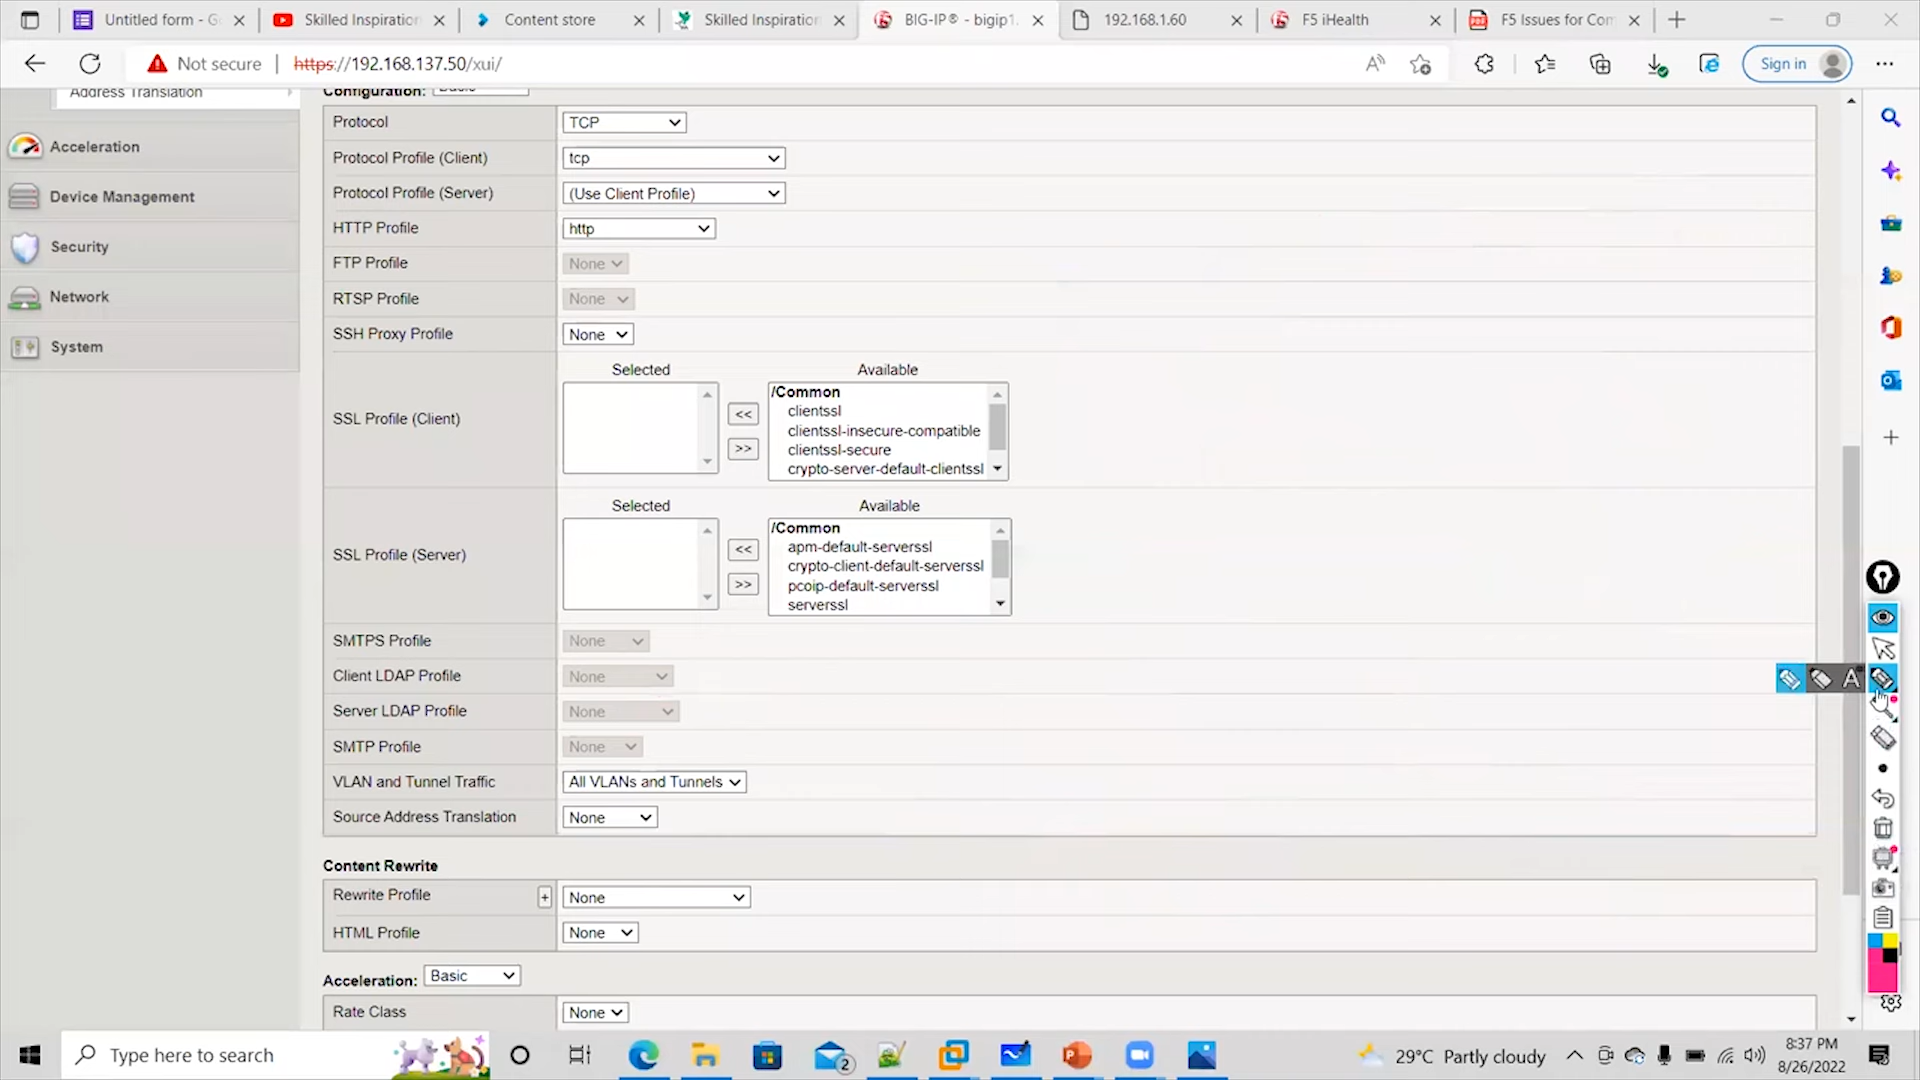 Untitled form - G
Skilled Inspiration
Content store
Skilled Inspiration
BIG-IP® - bigip1.
192.168.1.60
F5 iHealth
F5 Issues for Con
Not secure
https://192.168.137.50/xui/
Sign in
Address Translation
Acceleration
Device Management
Security
Network
System
Configuration: Basic
Protocol TCP
Protocol Profile (Client) tcp
Protocol Profile (Server) (Use Client Profile)
HTTP Profile http
FTP Profile None
RTSP Profile None
SSH Proxy Profile None
SSL Profile (Client)
Selected Available
<< >>
/Common
clientssl
clientssl-insecure-compatible
clientssl-secure
crypto-server-default-clientssl
SSL Profile (Server)
Selected Available
<< >>
/Common
apm-default-serverssl
crypto-client-default-serverssl
pcoip-default-serverssl
serverssl
SMTPS Profile None
Client LDAP Profile None
Server LDAP Profile None
SMTP Profile None
VLAN and Tunnel Traffic All VLANs and Tunnels
Source Address Translation None
Content Rewrite
Rewrite Profile + None
HTML Profile None
Acceleration: Basic
Rate Class None
A
Type here to search
2
29°C Partly cloudy
8:37 PM
8/26/2022